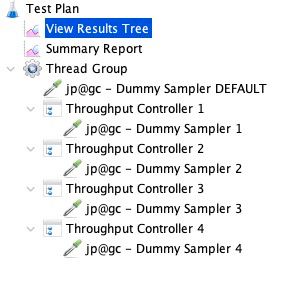 Test Plan
View Results Tree
Summary Report
Thread Group
jp@gc - Dummy Sampler DEFAULT
Throughput Controller 1
jp@gc - Dummy Sampler 1
Throughput Controller 2
jp@gc - Dummy Sampler 2
Throughput Controller 3
jp@gc - Dummy Sampler 3
Throughput Controller 4
jp@gc - Dummy Sampler 4